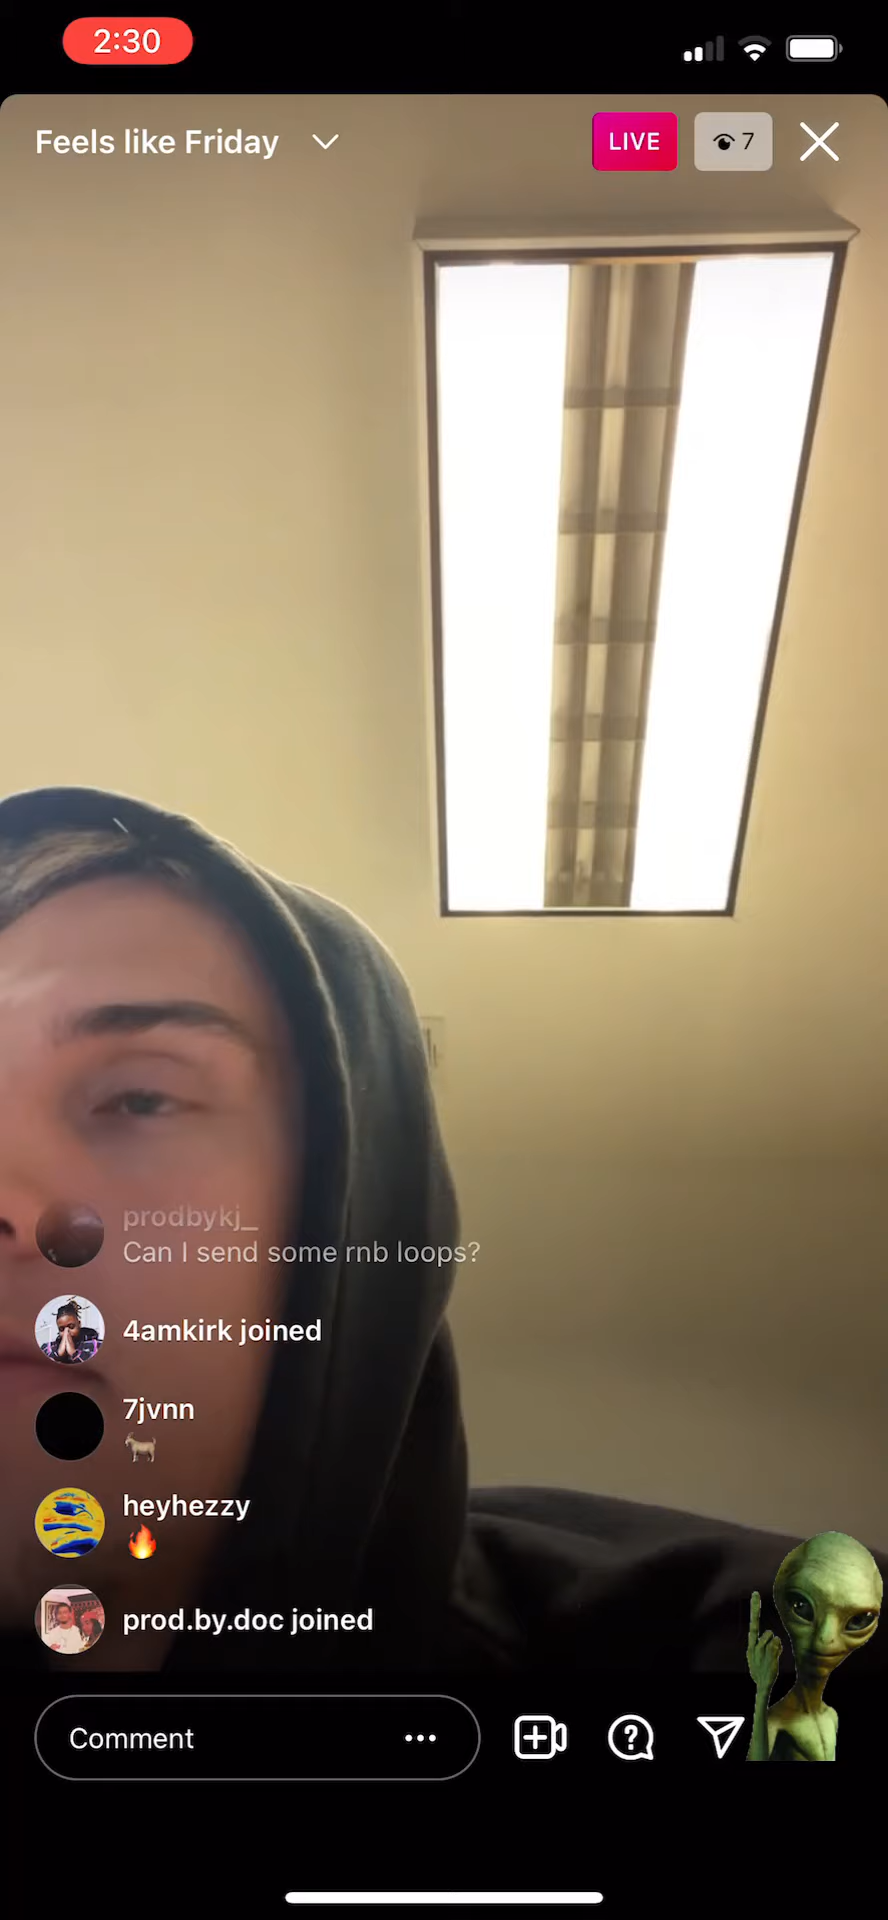 2:30
Feels like Friday
LIVE
7
prodbykj_
Can I send some rnb loops?
4amkirk joined
7jvnn
🐐
heyhezzy
🔥
prod.by.doc joined
Comment